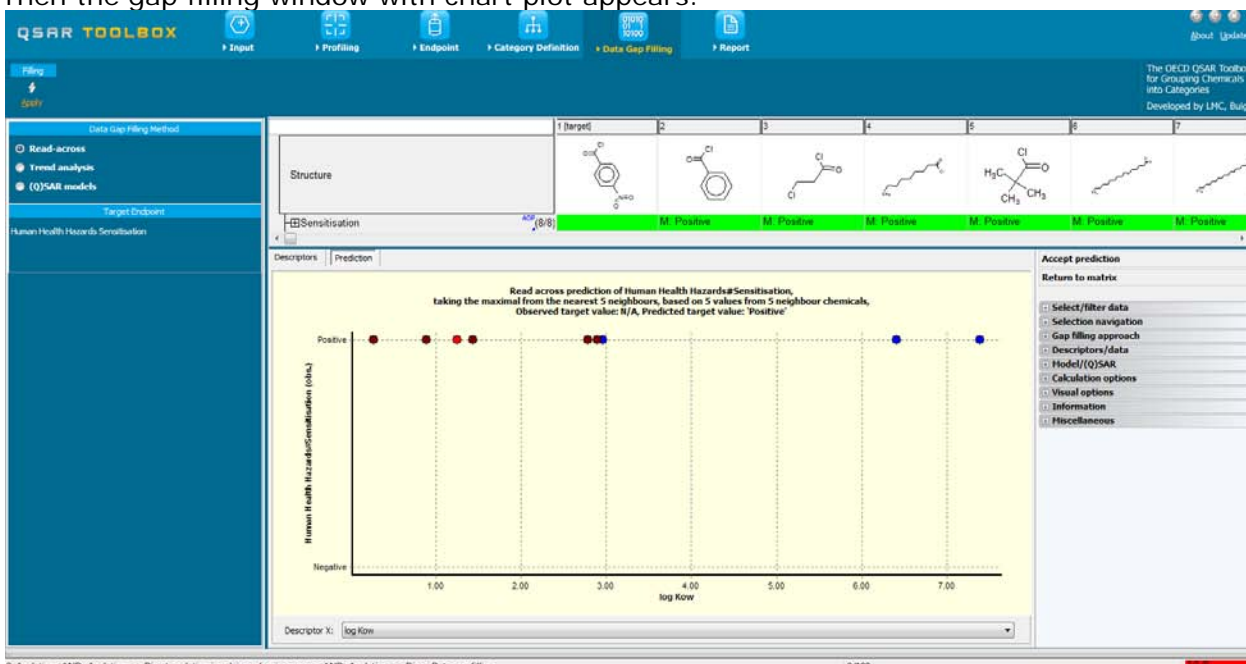 Then the gap filling window with chart plot appears:
QSAR TOOLBOX
Input
Profiling
Endpoint
Category Definition
Data Gap Filling
Report
About Update
Filling
Apply
The OECD QSAR Toolbo
for Grouping Chemicals
into Categories
Developed by LMC, Bulg
Data Gap Filling Method
Read-across
Trend analysis
(Q)SAR models
Target Endpoint
Human Health Hazards Sensitisation
1 [target] 2 3 4 5 6 7
Structure
Sensitisation AOP (8/8) M: Positive M: Positive M: Positive M: Positive M: Positive M: Positive
Descriptors Prediction
Read across prediction of Human Health Hazards#Sensitisation,
taking the maximal from the nearest 5 neighbours, based on 5 values from 5 neighbour chemicals,
Observed target value: N/A, Predicted target value: 'Positive'
Positive
Human Health Hazards#Sensitisation (obs.)
Negative
1.00 2.00 3.00 4.00 5.00 6.00 7.00
log Kow
Descriptor X: log Kow
Accept prediction
Return to matrix
Select/filter data
Selection navigation
Gap filling approach
Descriptors/data
Model/(Q)SAR
Calculation options
Visual options
Information
Miscellaneous